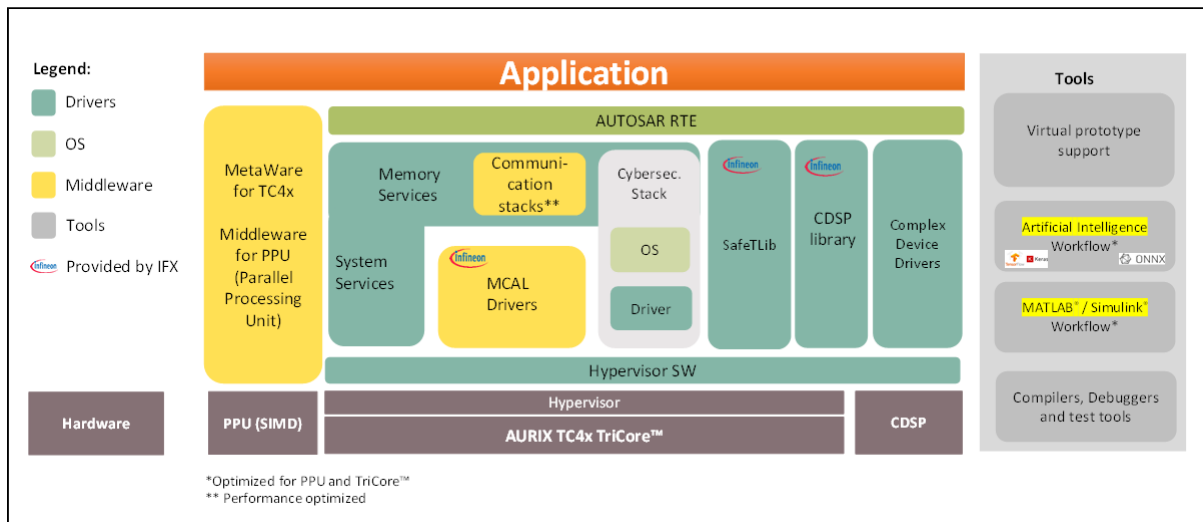 Legend:
Drivers
OS
Middleware
Tools
infineon Provided by IFX
Application
AUTOSAR RTE
MetaWare
for TC4x
Middleware
for PPU
(Parallel
Processing
Unit)
Memory
Services
System
Services
Communi-
cation
stacks**
infineon
MCAL
Drivers
Cybersec.
Stack
OS
Driver
infineon
SafeTLib
infineon
CDSP
library
Complex
Device
Drivers
Hypervisor SW
Hardware
PPU (SIMD)
Hypervisor
AURIX TC4x TriCore™
CDSP
*Optimized for PPU and TriCore™
** Performance optimized
Tools
Virtual prototype
support
Artificial Intelligence
Workflow*
Keras
ONNX
MATLAB® / Simulink®
Workflow*
Compilers, Debuggers
and test tools